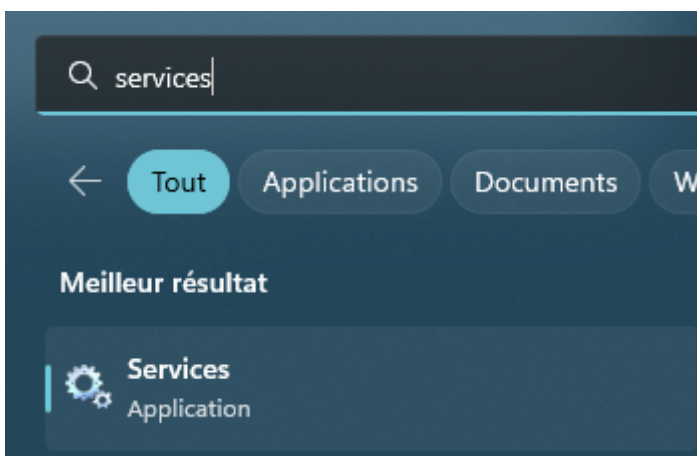 services
Tout Applications Documents W
Meilleur résultat
Services
Application